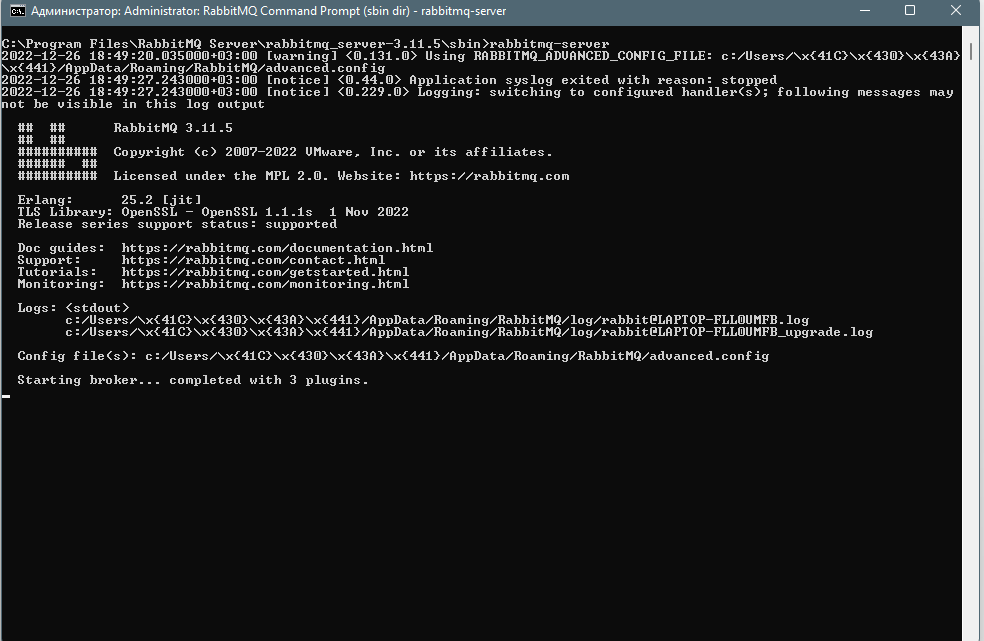 Администратор: Administrator: RabbitMQ Command Prompt (sbin dir) - rabbitmq-server
C:\Program Files\RabbitMQ Server\rabbitmq_server-3.11.5\sbin>rabbitmq-server
2022-12-26 18:49:20.035000+03:00 [warning] <0.131.0> Using RABBITMQ_ADVANCED_CONFIG_FILE: c:/Users/\x{41C}\x{430}\x{43A}
\x{441}/AppData/Roaming/RabbitMQ/advanced.config
2022-12-26 18:49:27.243000+03:00 [notice] <0.44.0> Application syslog exited with reason: stopped
2022-12-26 18:49:27.243000+03:00 [notice] <0.229.0> Logging: switching to configured handler(s); following messages may
not be visible in this log output
##  ##      RabbitMQ 3.11.5
##  ##
##########  Copyright (c) 2007-2022 VMware, Inc. or its affiliates.
######  ##
##########  Licensed under the MPL 2.0. Website: https://rabbitmq.com
Erlang:      25.2 [jit]
TLS Library: OpenSSL - OpenSSL 1.1.1s  1 Nov 2022
Release series support status: supported
Doc guides:  https://rabbitmq.com/documentation.html
Support:     https://rabbitmq.com/contact.html
Tutorials:   https://rabbitmq.com/getstarted.html
Monitoring:  https://rabbitmq.com/monitoring.html
Logs: <stdout>
c:/Users/\x{41C}\x{430}\x{43A}\x{441}/AppData/Roaming/RabbitMQ/log/rabbit@LAPTOP-FLL0UMFB.log
c:/Users/\x{41C}\x{430}\x{43A}\x{441}/AppData/Roaming/RabbitMQ/log/rabbit@LAPTOP-FLL0UMFB_upgrade.log
Config file(s): c:/Users/\x{41C}\x{430}\x{43A}\x{441}/AppData/Roaming/RabbitMQ/advanced.config
Starting broker... completed with 3 plugins.